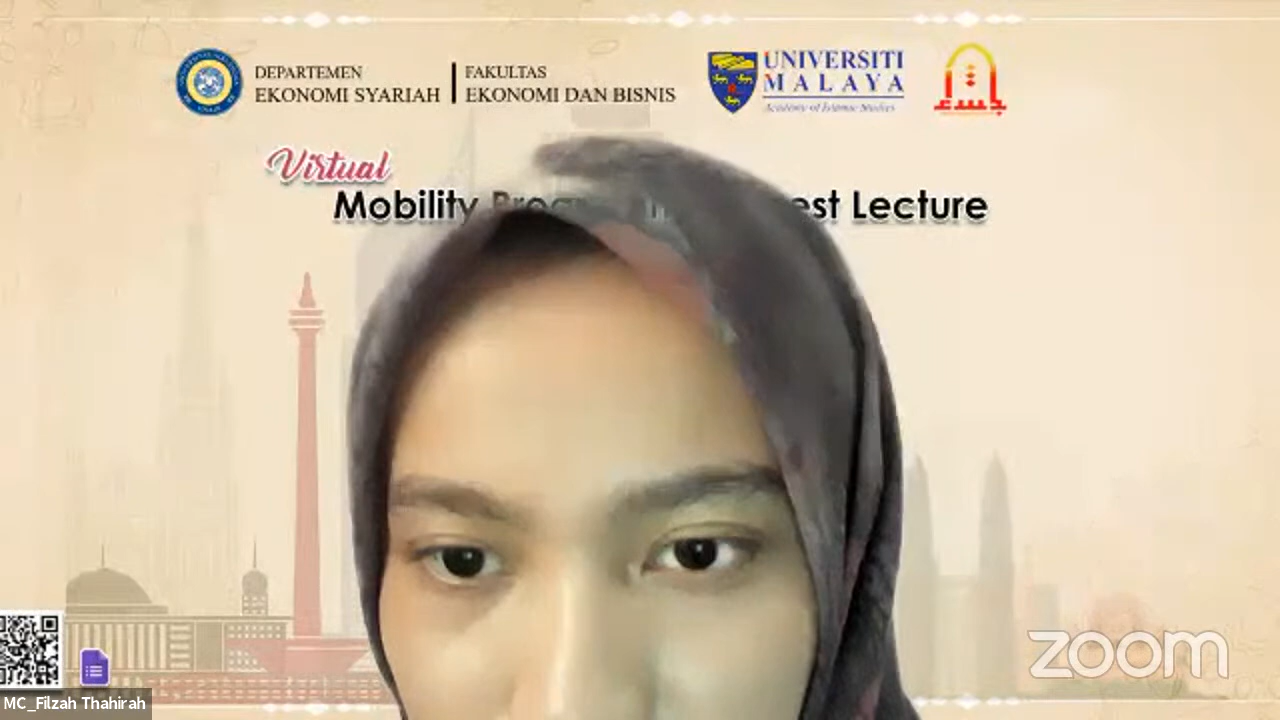 DEPARTEMEN
EKONOMI SYARIAH
FAKULTAS
EKONOMI DAN BISNIS
UNIVERSITI
MALAYA
Academy of Islamic Studies
Virtual
Mobility Lecture
zoom
MC_Filzah Thahirah